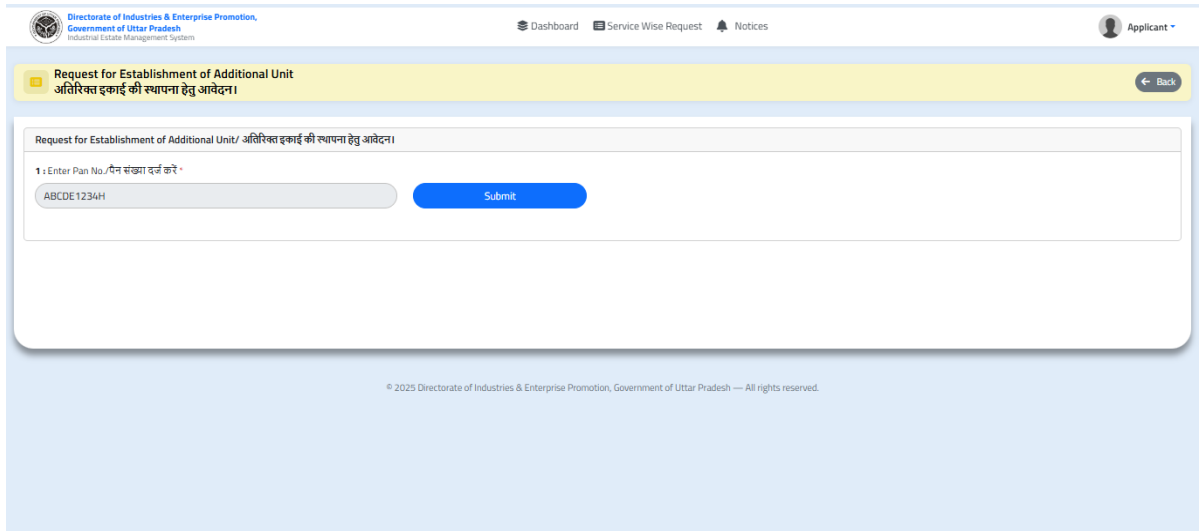 Directorate of Industries & Enterprise Promotion,
Government of Uttar Pradesh
Industrial Estate Management System
Dashboard
Service Wise Request
Notices
Applicant
Request for Establishment of Additional Unit
अतिरिक्त इकाई की स्थापना हेतु आवेदन।
Back
Request for Establishment of Additional Unit/ अतिरिक्त इकाई की स्थापना हेतु आवेदन।
1 : Enter Pan No./पैन संख्या दर्ज करें *
ABCDE1234H
Submit
© 2025 Directorate of Industries & Enterprise Promotion, Government of Uttar Pradesh — All rights reserved.